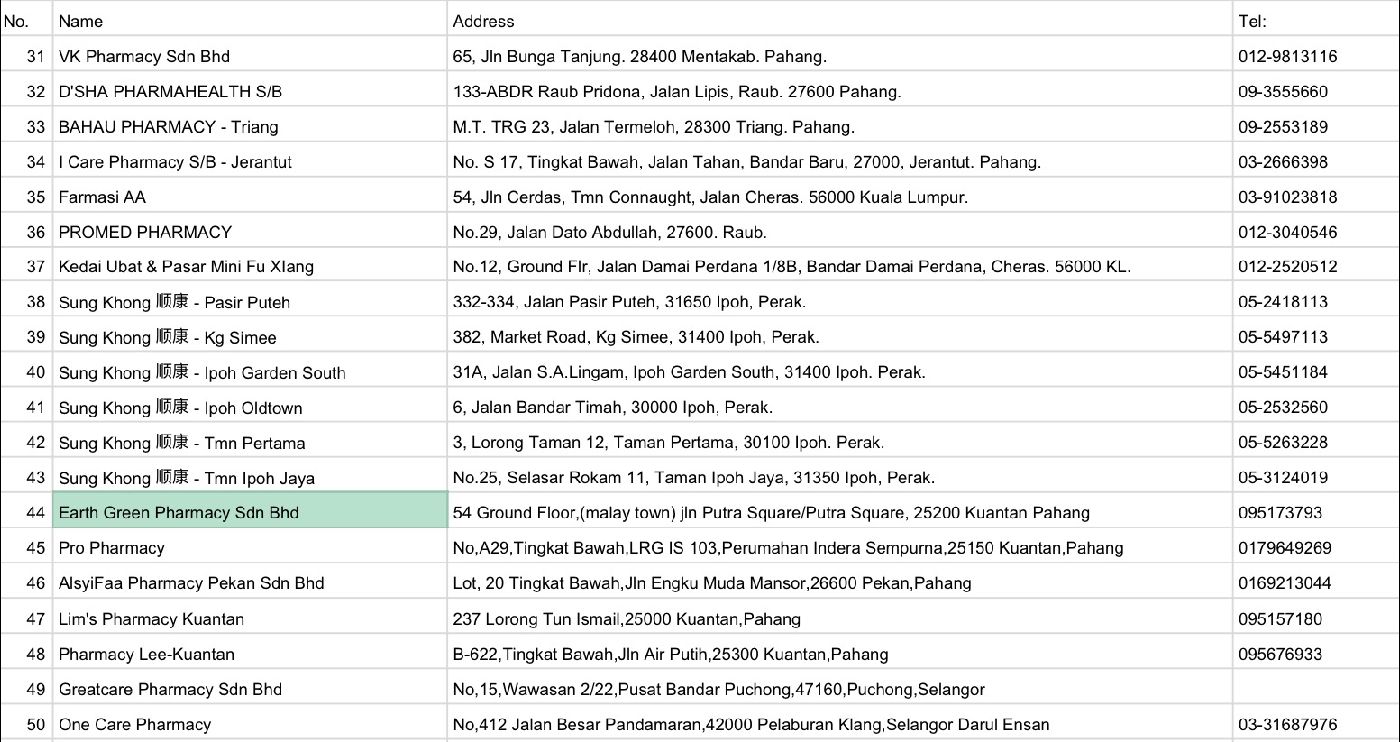 No. Name Address Tel:
31 VK Pharmacy Sdn Bhd 65, Jln Bunga Tanjung. 28400 Mentakab. Pahang. 012-9813116
32 D'SHA PHARMAHEALTH S/B 133-ABDR Raub Pridona, Jalan Lipis, Raub. 27600 Pahang. 09-3555660
33 BAHAU PHARMACY - Triang M.T. TRG 23, Jalan Termeloh, 28300 Triang. Pahang. 09-2553189
34 I Care Pharmacy S/B - Jerantut No. S 17, Tingkat Bawah, Jalan Tahan, Bandar Baru, 27000, Jerantut. Pahang. 03-2666398
35 Farmasi AA 54, Jln Cerdas, Tmn Connaught, Jalan Cheras. 56000 Kuala Lumpur. 03-91023818
36 PROMED PHARMACY No.29, Jalan Dato Abdullah, 27600. Raub. 012-3040546
37 Kedai Ubat & Pasar Mini Fu XIang No.12, Ground Flr, Jalan Damai Perdana 1/8B, Bandar Damai Perdana, Cheras. 56000 KL. 012-2520512
38 Sung Khong 顺康 - Pasir Puteh 332-334, Jalan Pasir Puteh, 31650 Ipoh, Perak. 05-2418113
39 Sung Khong 顺康 - Kg Simee 382, Market Road, Kg Simee, 31400 Ipoh, Perak. 05-5497113
40 Sung Khong 顺康 - Ipoh Garden South 31A, Jalan S.A.Lingam, Ipoh Garden South, 31400 Ipoh. Perak. 05-5451184
41 Sung Khong 顺康 - Ipoh Oldtown 6, Jalan Bandar Timah, 30000 Ipoh, Perak. 05-2532560
42 Sung Khong 顺康 - Tmn Pertama 3, Lorong Taman 12, Taman Pertama, 30100 Ipoh. Perak. 05-5263228
43 Sung Khong 顺康 - Tmn Ipoh Jaya No.25, Selasar Rokam 11, Taman Ipoh Jaya, 31350 Ipoh, Perak. 05-3124019
44 Earth Green Pharmacy Sdn Bhd 54 Ground Floor,(malay town) jln Putra Square/Putra Square, 25200 Kuantan Pahang 095173793
45 Pro Pharmacy No,A29,Tingkat Bawah,LRG IS 103,Perumahan Indera Sempurna,25150 Kuantan,Pahang 0179649269
46 AlsyiFaa Pharmacy Pekan Sdn Bhd Lot, 20 Tingkat Bawah,Jln Engku Muda Mansor,26600 Pekan,Pahang 0169213044
47 Lim's Pharmacy Kuantan 237 Lorong Tun Ismail,25000 Kuantan,Pahang 095157180
48 Pharmacy Lee-Kuantan B-622,Tingkat Bawah,Jln Air Putih,25300 Kuantan,Pahang 095676933
49 Greatcare Pharmacy Sdn Bhd No,15,Wawasan 2/22,Pusat Bandar Puchong,47160,Puchong,Selangor
50 One Care Pharmacy No,412 Jalan Besar Pandamaran,42000 Pelaburan Klang,Selangor Darul Ensan 03-31687976